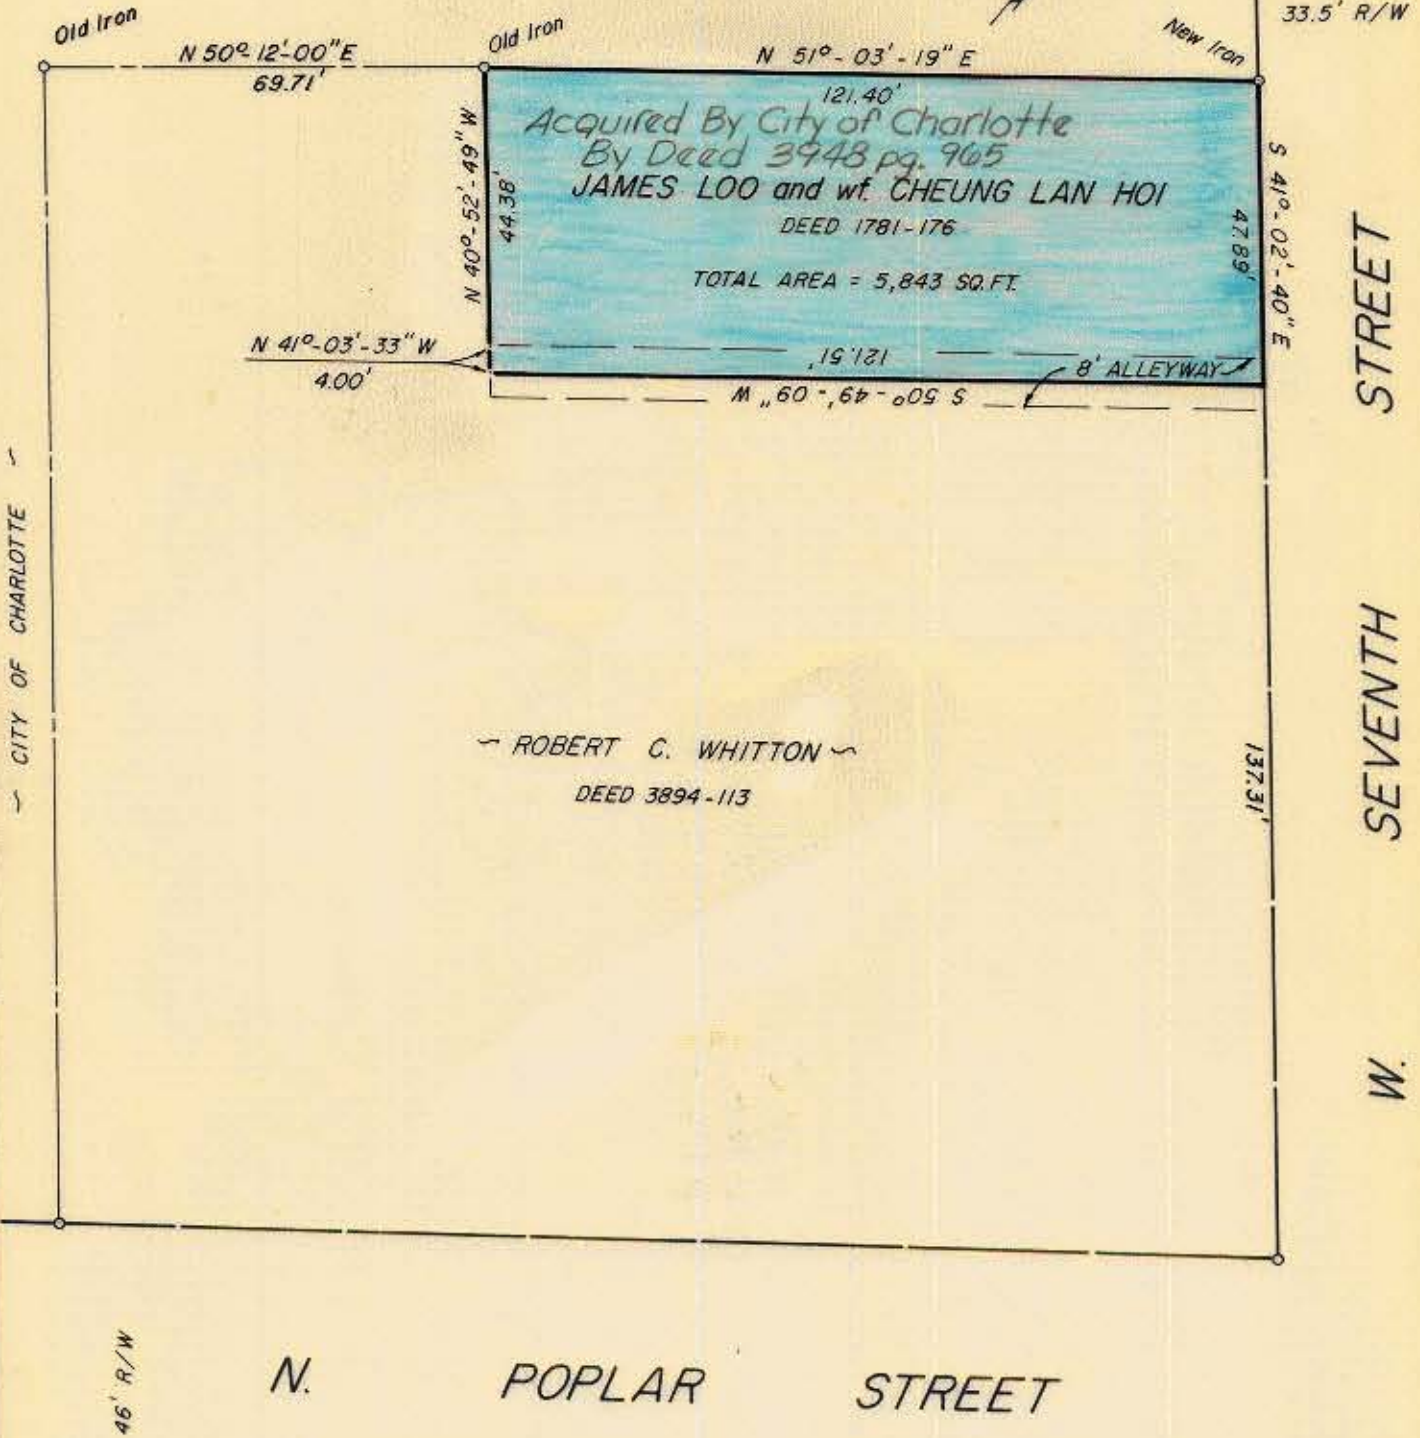 Old Iron
N 50°-12'-00"E
69.71'
Old Iron
N 51°-03'-19"E
121.40'
New Iron
33.5' R/W
Acquired By City of Charlotte
By Deed 3948 pg. 965
JAMES LOO and wf. CHEUNG LAN HOI
DEED 1781-176
TOTAL AREA = 5,843 SQ.FT.
N 40°-52'-49"W
44.38'
S 41°-02'-40"E
47.89'
N 41°-03'-33"W
4.00'
121.51'
8' ALLEYWAY
S 50°-49'-09"W
~ CITY OF CHARLOTTE ~
~ ROBERT C. WHITTON ~
DEED 3894-113
137.31'
W. SEVENTH STREET
46' R/W
N. POPLAR STREET